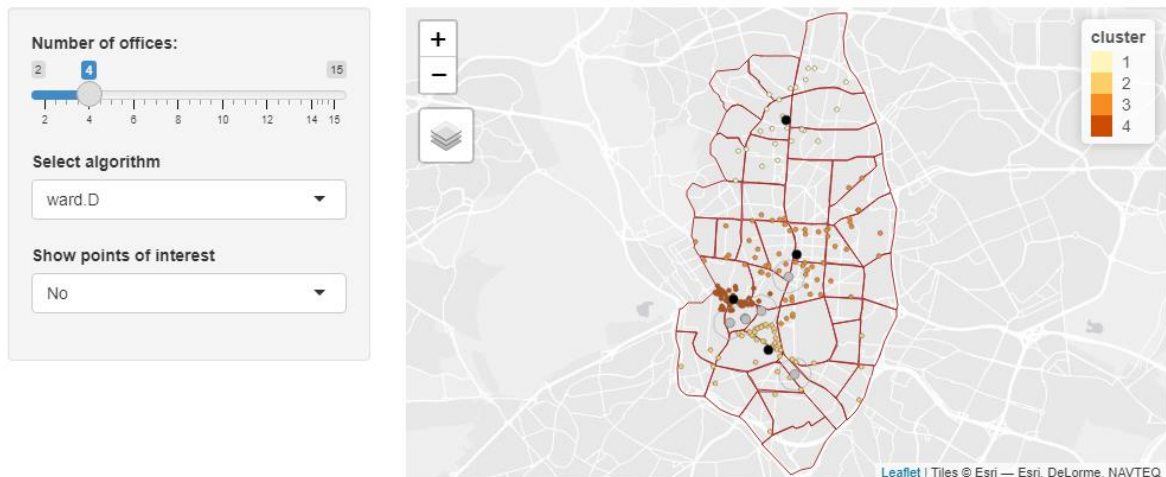 Number of offices:
2 4 15
2 4 6 8 10 12 14 15
Select algorithm
ward.D
Show points of interest
No
+
−
cluster
1
2
3
4
Leaflet | Tiles © Esri — Esri, DeLorme, NAVTEQ